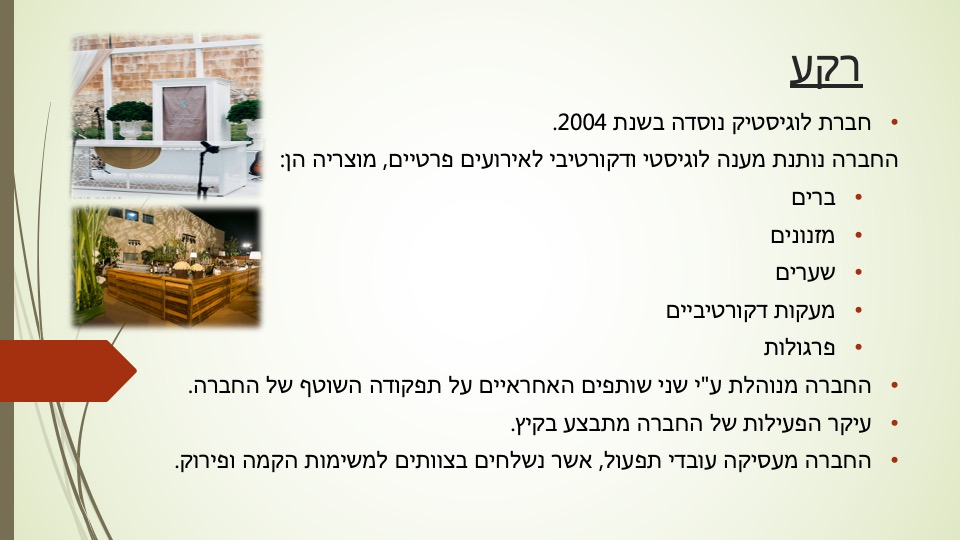 רקע
• חברת לוגיסטיק נוסדה בשנת 2004.
החברה נותנת מענה לוגיסטי ודקורטיבי לאירועים פרטיים, מוצריה הן:
• ברים
• מזנונים
• שערים
• מעקות דקורטיביים
• פרגולות
• החברה מנוהלת ע"י שני שותפים האחראיים על תפקודה השוטף של החברה.
• עיקר הפעילות של החברה מתבצע בקיץ.
• החברה מעסיקה עובדי תפעול, אשר נשלחים בצוותים למשימות הקמה ופירוק.